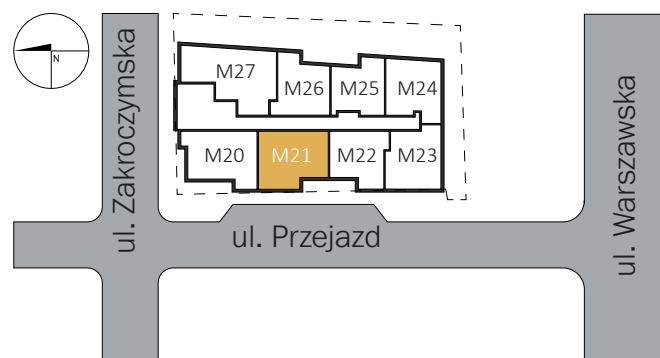 N
M27
M26
M25
M24
M20
M21
M22
M23
ul. Zakroczymska
ul. Przejazd
ul. Warszawska